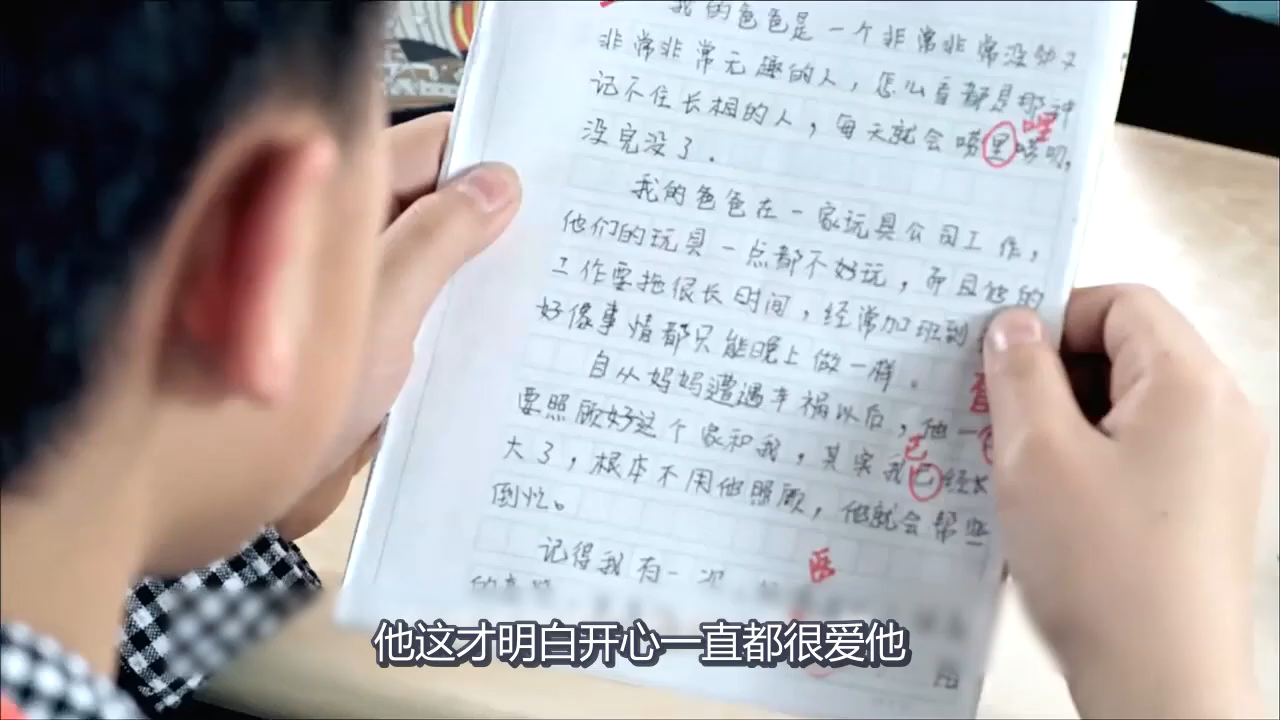 我的爸爸是一个非常非常没劲又
非常非常无趣的人，怎么看都是那种
记不住长相的人，每天就会唠里唠叨，
哩
没完没了．
我的爸爸在一家玩具公司工作，
他们的玩具一点都不好玩，而且他的
工作要拖很长时间，经常加班到
好像事情都只能晚上做一样．
自从妈妈遭遇车祸以后，他一
要照顾好这个家和我，其实我已经长
已
大了，根本不用他照顾，他就会帮些
倒忙。
记得我有一次
医
的
他这才明白开心一直都很爱他